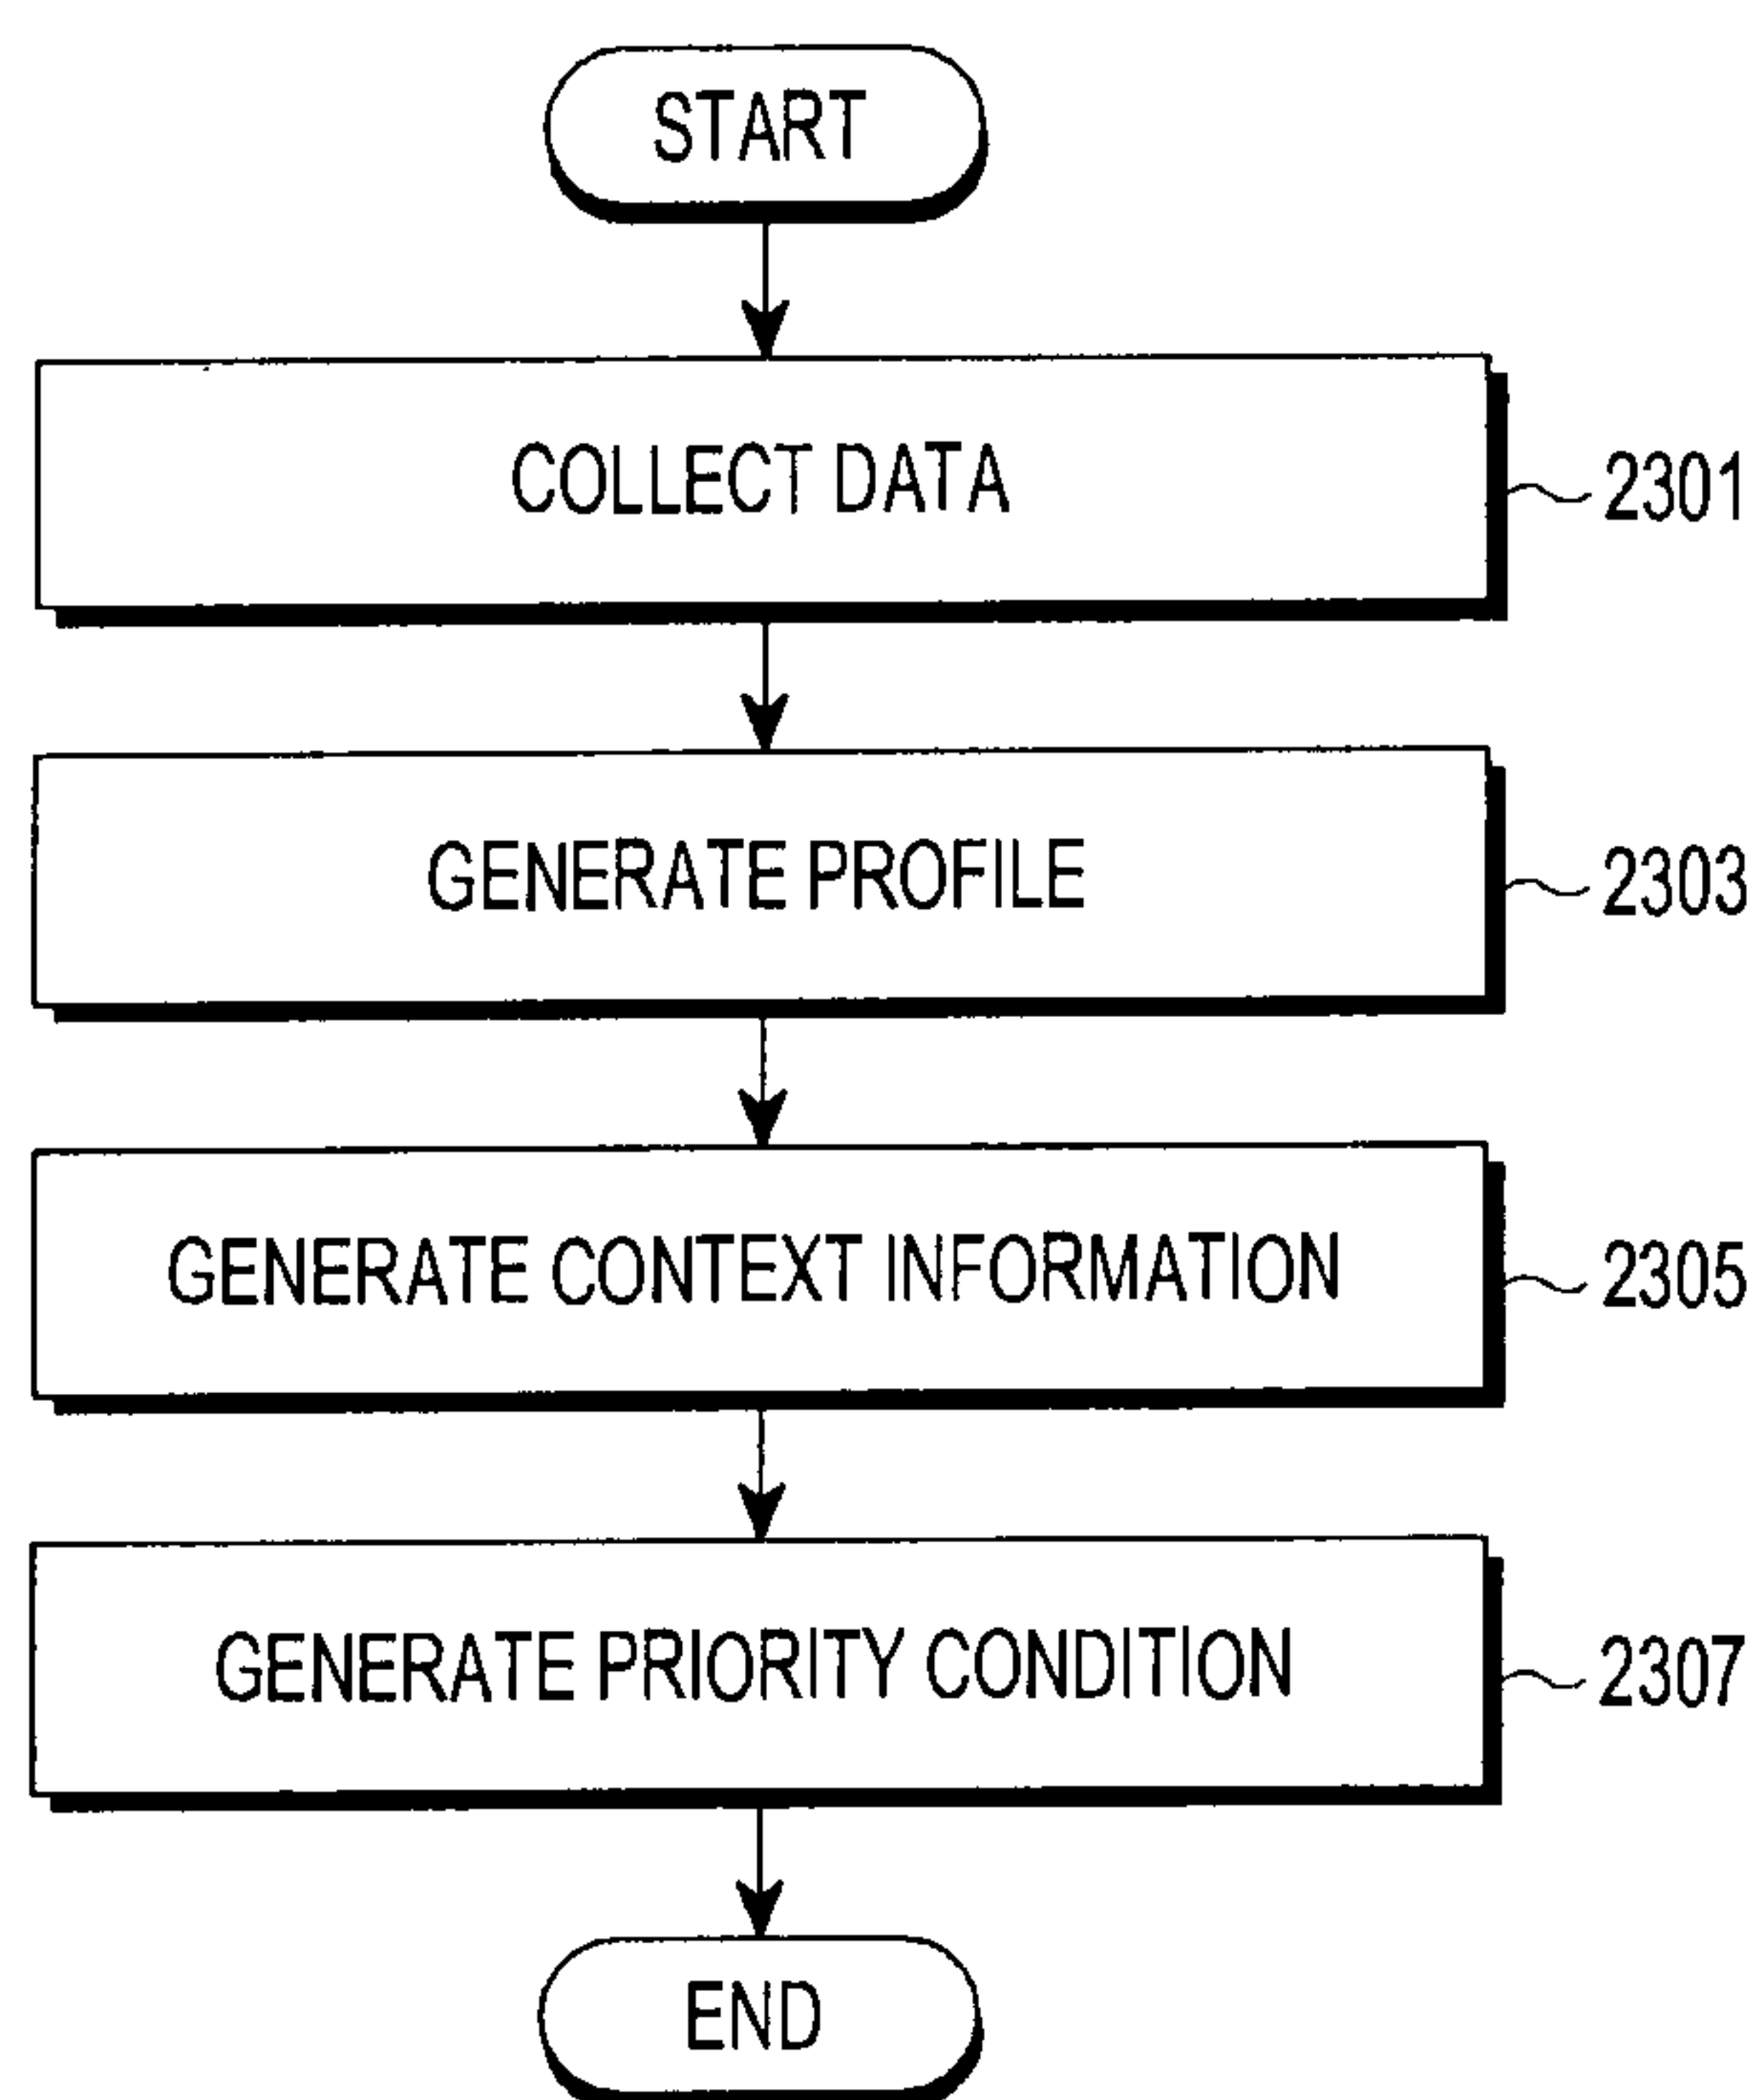 START
COLLECT DATA
2301
GENERATE PROFILE
2303
GENERATE CONTEXT INFORMATION
2305
GENERATE PRIORITY CONDITION
2307
END